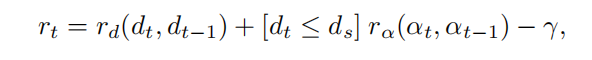 r_t = r_d(d_t, d_{t−1}) + [d_t ≤ d_s] r_α(α_t, α_{t−1}) − γ,